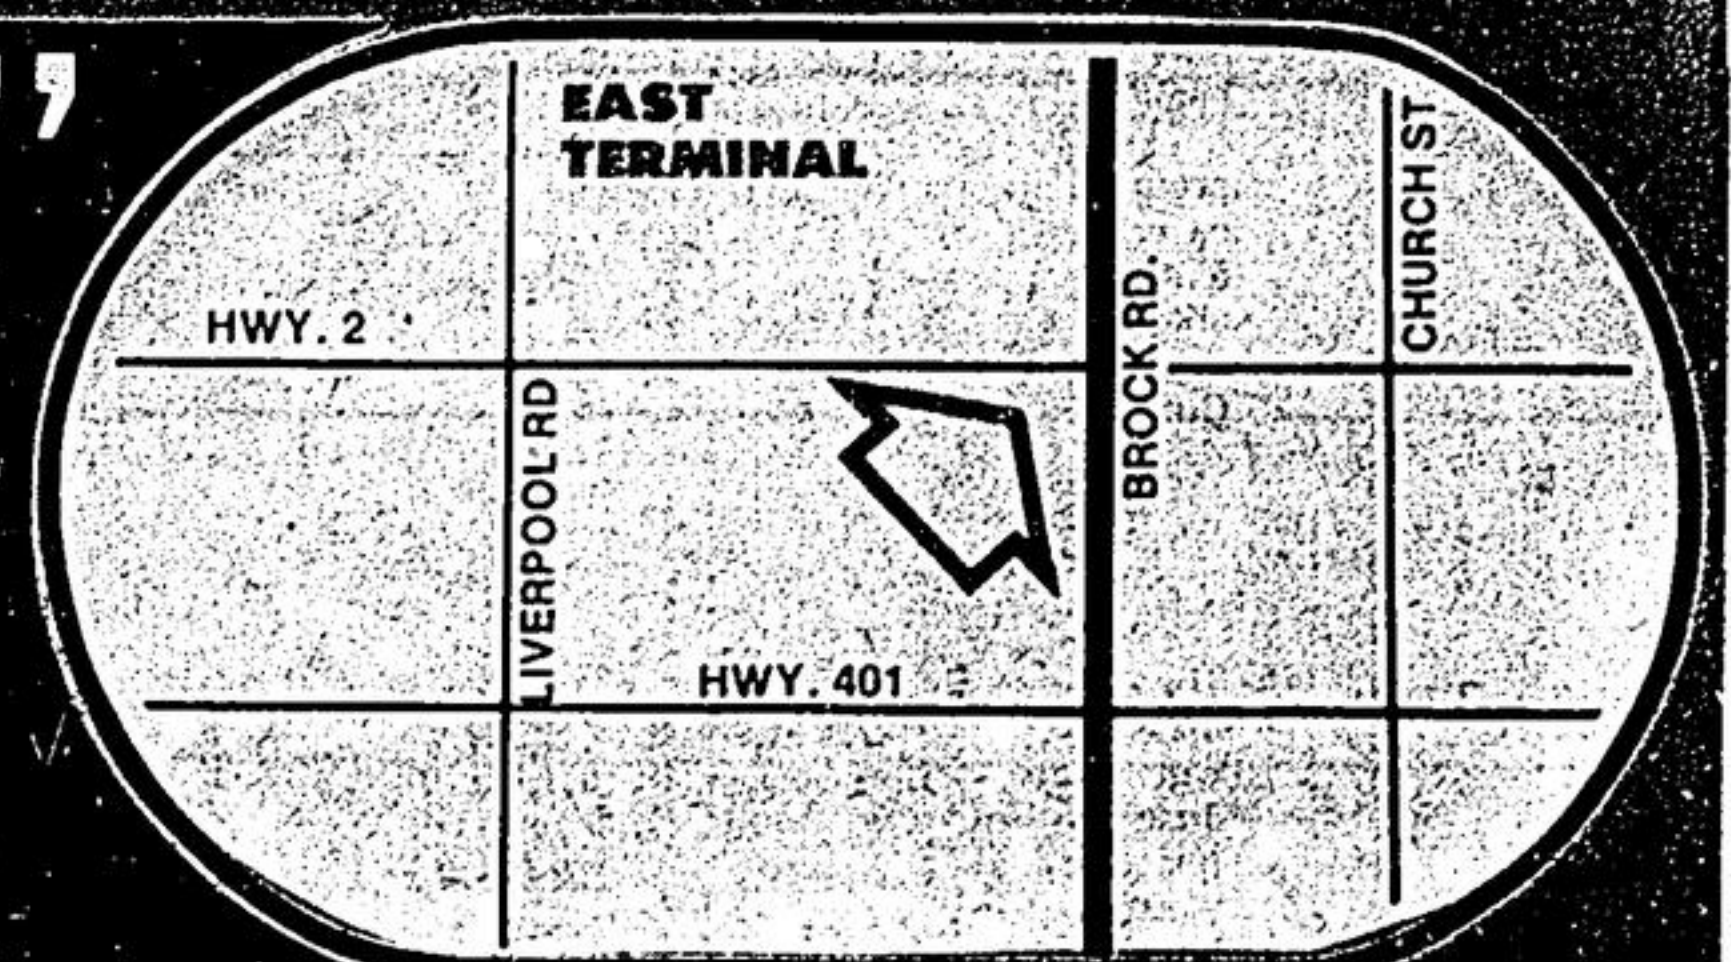 ,
EAST
TERMINAL
CHURCH ST
HWY. 2
BROCK RD.
LIVERPOOL RD
HWY. 401